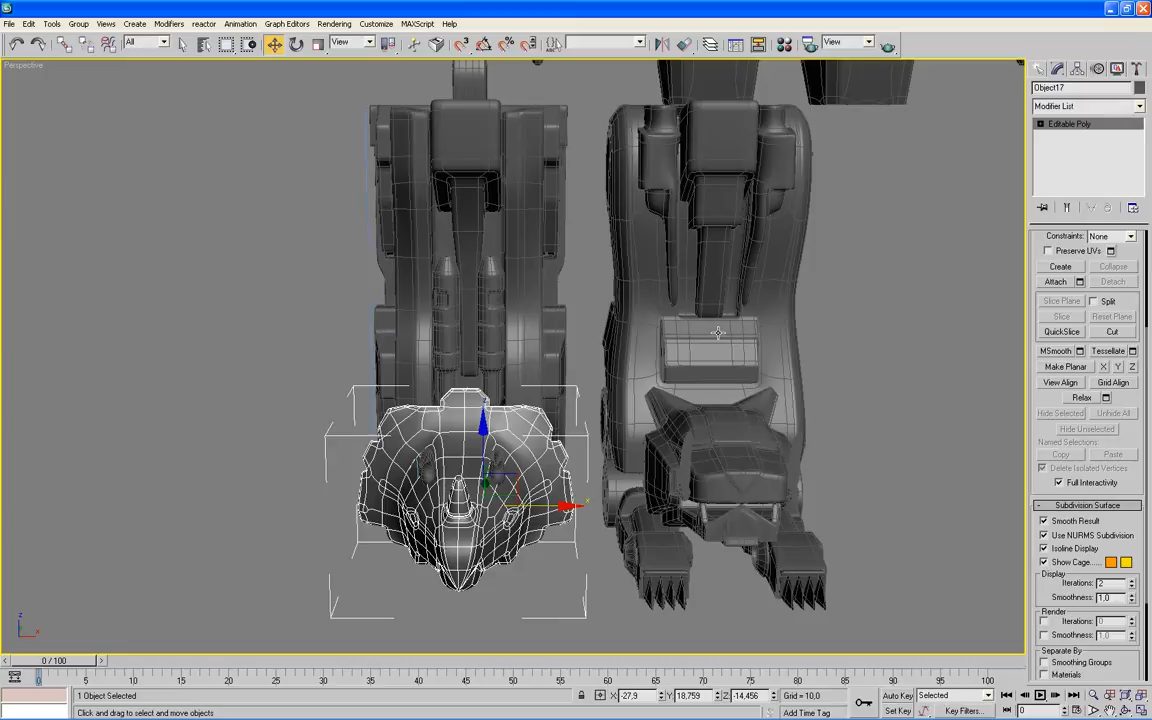 File Edit Tools Group Views Create Modifiers reactor Animation Graph Editors Rendering Customize MAXScript Help
All View View
Perspective
Object17
Modifier List
Editable Poly
Constraints: None
Preserve UVs
Create Collapse
Attach Detach
Slice Plane Split
Slice Reset Plane
QuickSlice Cut
MSmooth Tessellate
Make Planar X Y Z
View Align Grid Align
Relax
Hide Selected Unhide All
Hide Unselected
Named Selections:
Copy Paste
Delete Isolated Vertices
Full Interactivity
- Subdivision Surface
Smooth Result
Use NURMS Subdivision
Isoline Display
Show Cage......
Display
Iterations: 2
Smoothness: 1,0
Render
Iterations: 0
Smoothness: 1,0
Separate By
Smoothing Groups
Materials
z
x
0 / 100
0 5 10 15 20 25 30 35 40 45 50 55 60 65 70 75 80 85 90 95 100
1 Object Selected X: -27,9 Y: 18,759 Z: -14,456 Grid = 10,0 Auto Key Selected
Click and drag to select and move objects Add Time Tag Set Key Key Filters... 0